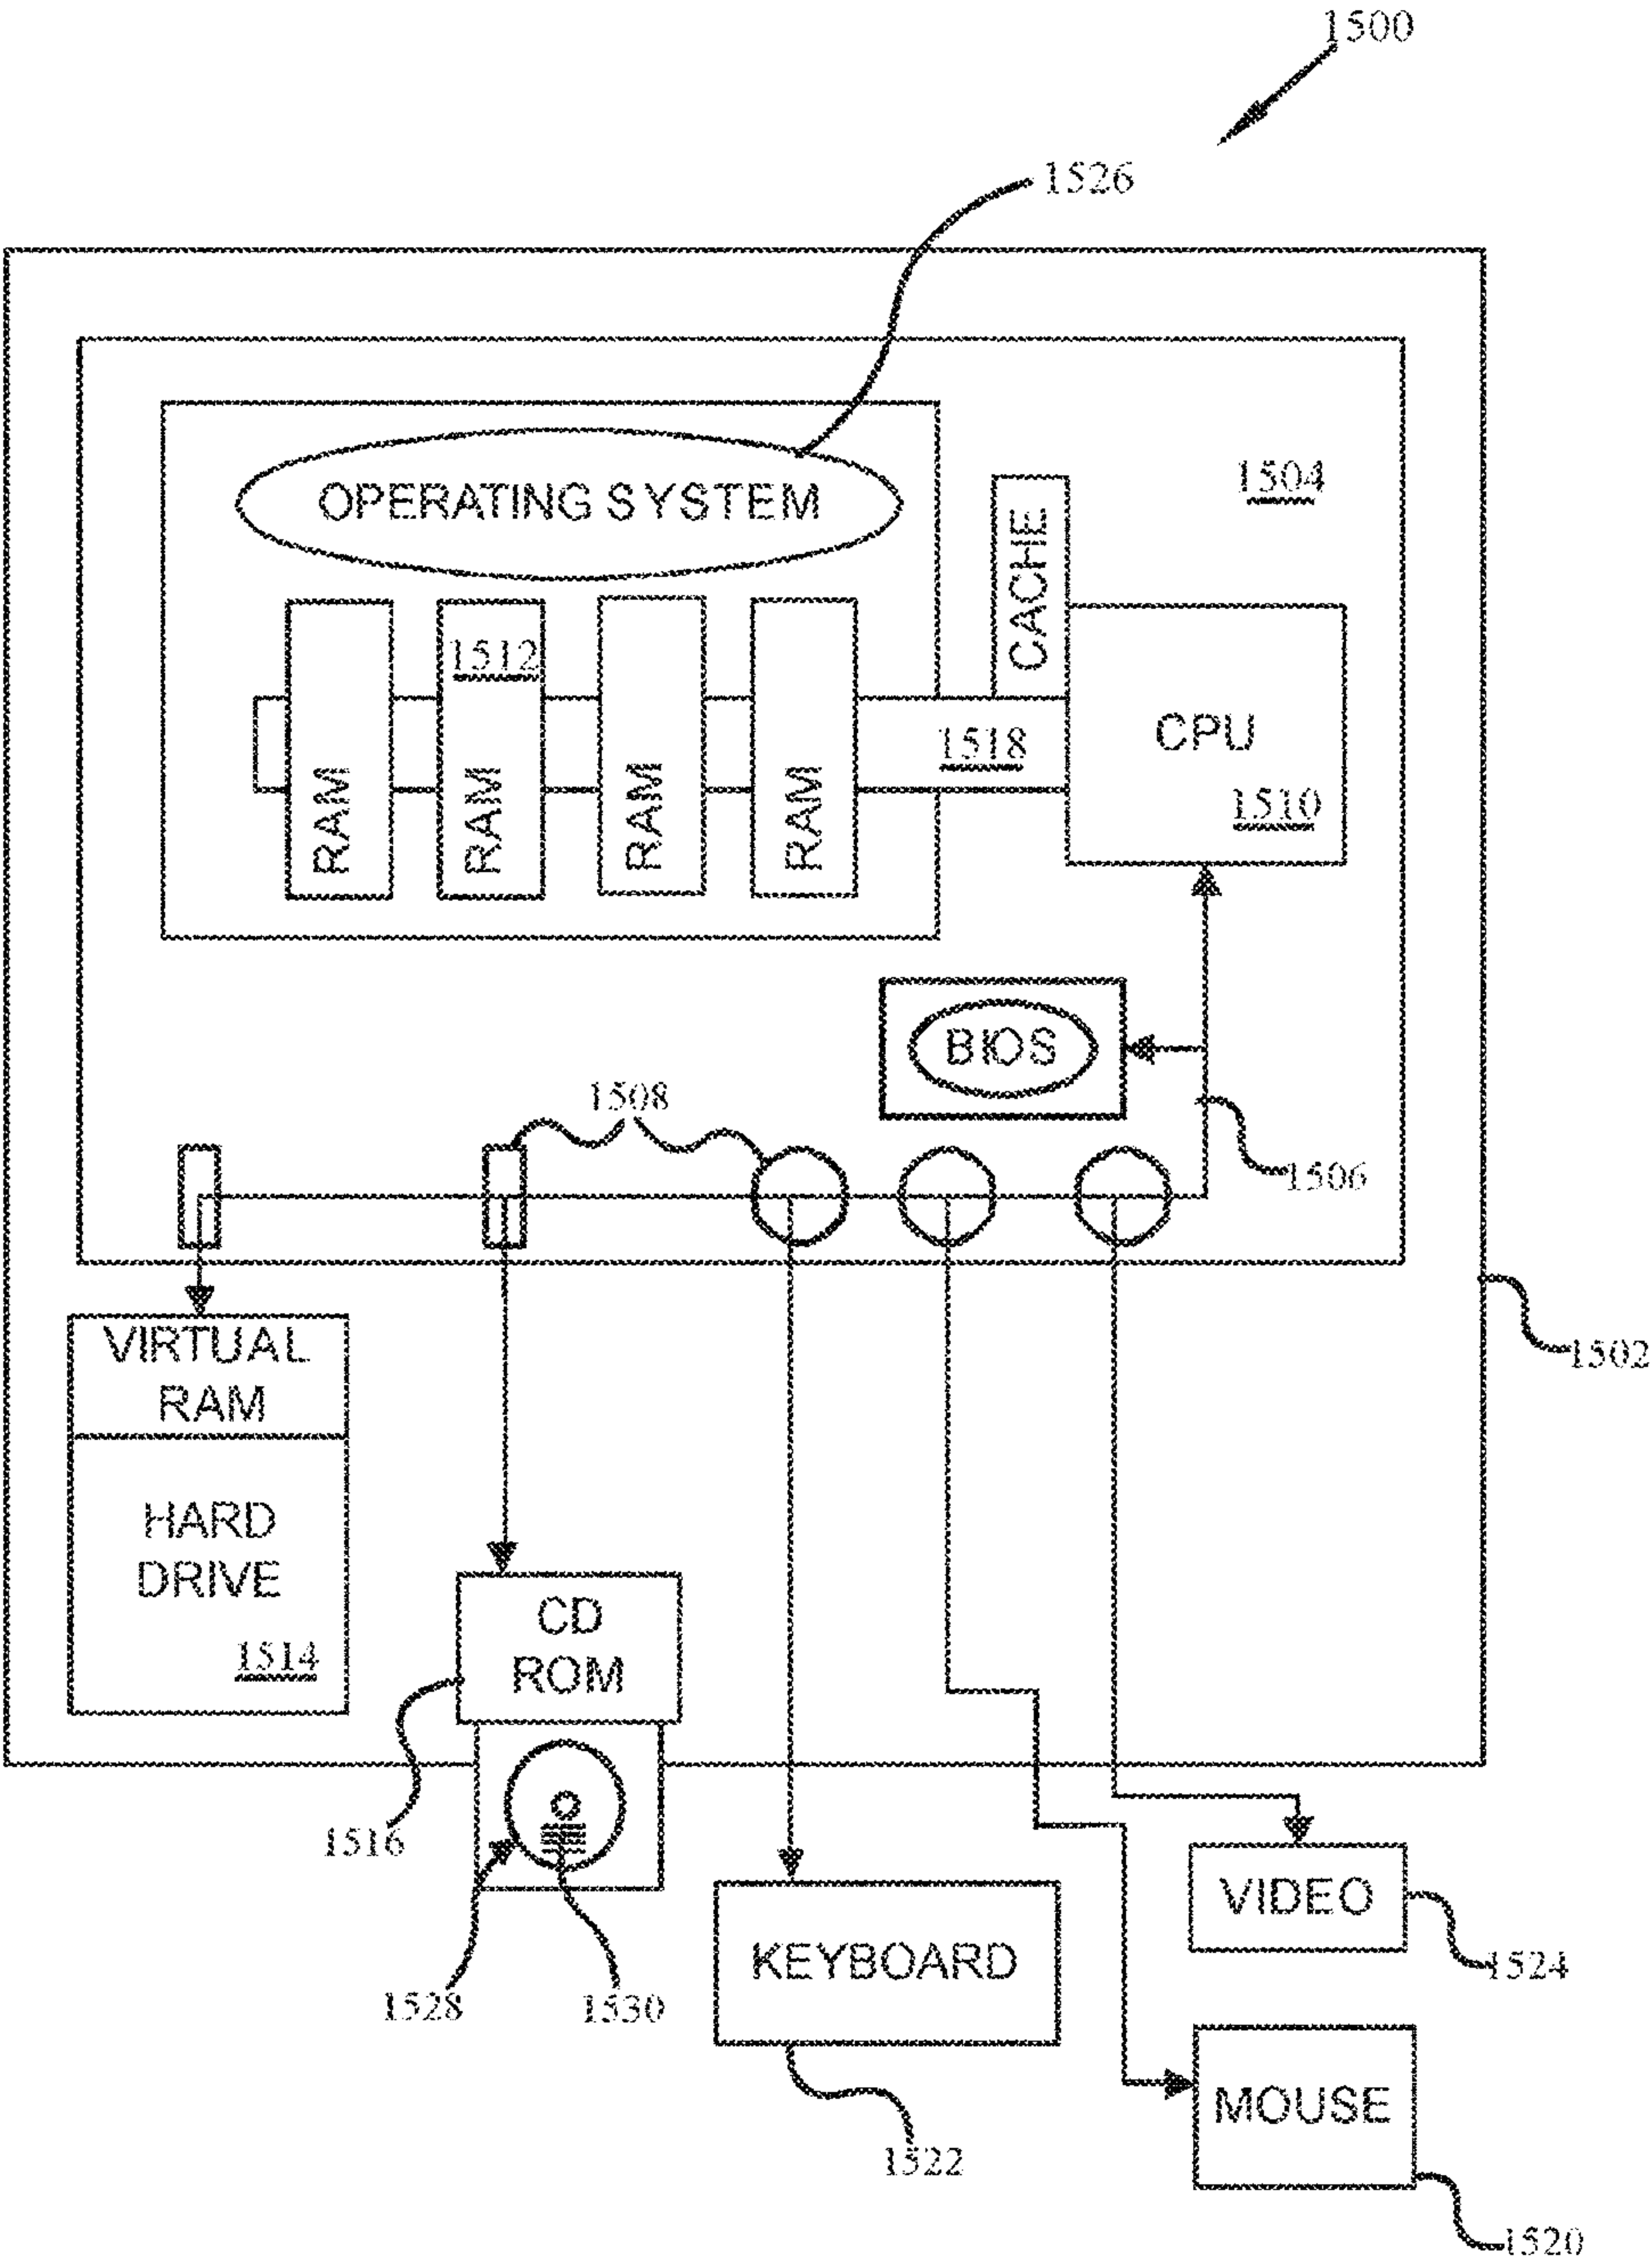 1500
1526
OPERATING SYSTEM
1504
CACHE
1512
RAM
RAM
RAM
RAM
1518
CPU
1510
BIOS
1508
1506
1502
VIRTUAL
RAM
HARD
DRIVE
1514
CD
ROM
1516
1528
1530
KEYBOARD
1522
VIDEO
1524
MOUSE
1520